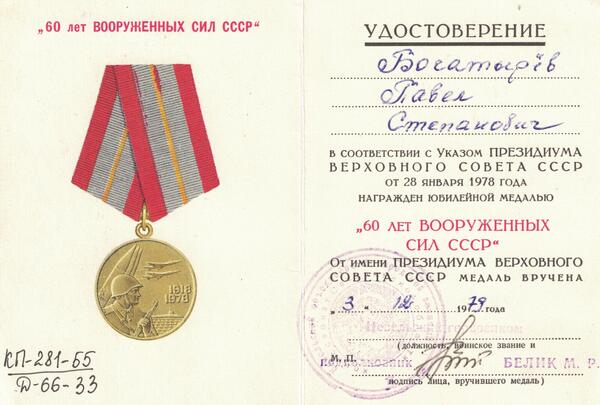 „60 лет ВООРУЖЕННЫХ СИЛ СССР“
1918
1978
КП-281-55
Д-66-33
УДОСТОВЕРЕНИЕ
Богатырёв
Павел
Степанович
в соответствии с Указом ПРЕЗИДИУМА
ВЕРХОВНОГО СОВЕТА СССР
от 28 января 1978 года
награжден юбилейной медалью
„60 лет ВООРУЖЕННЫХ
СИЛ СССР“
От имени ПРЕЗИДИУМА ВЕРХОВНОГО
СОВЕТА СССР медаль вручена
„3“ 12 1979 года
горвоенком
(должность, воинское звание и
М. П.
подполковник БЕЛИК М. Р.
подпись лица, вручившего медаль)